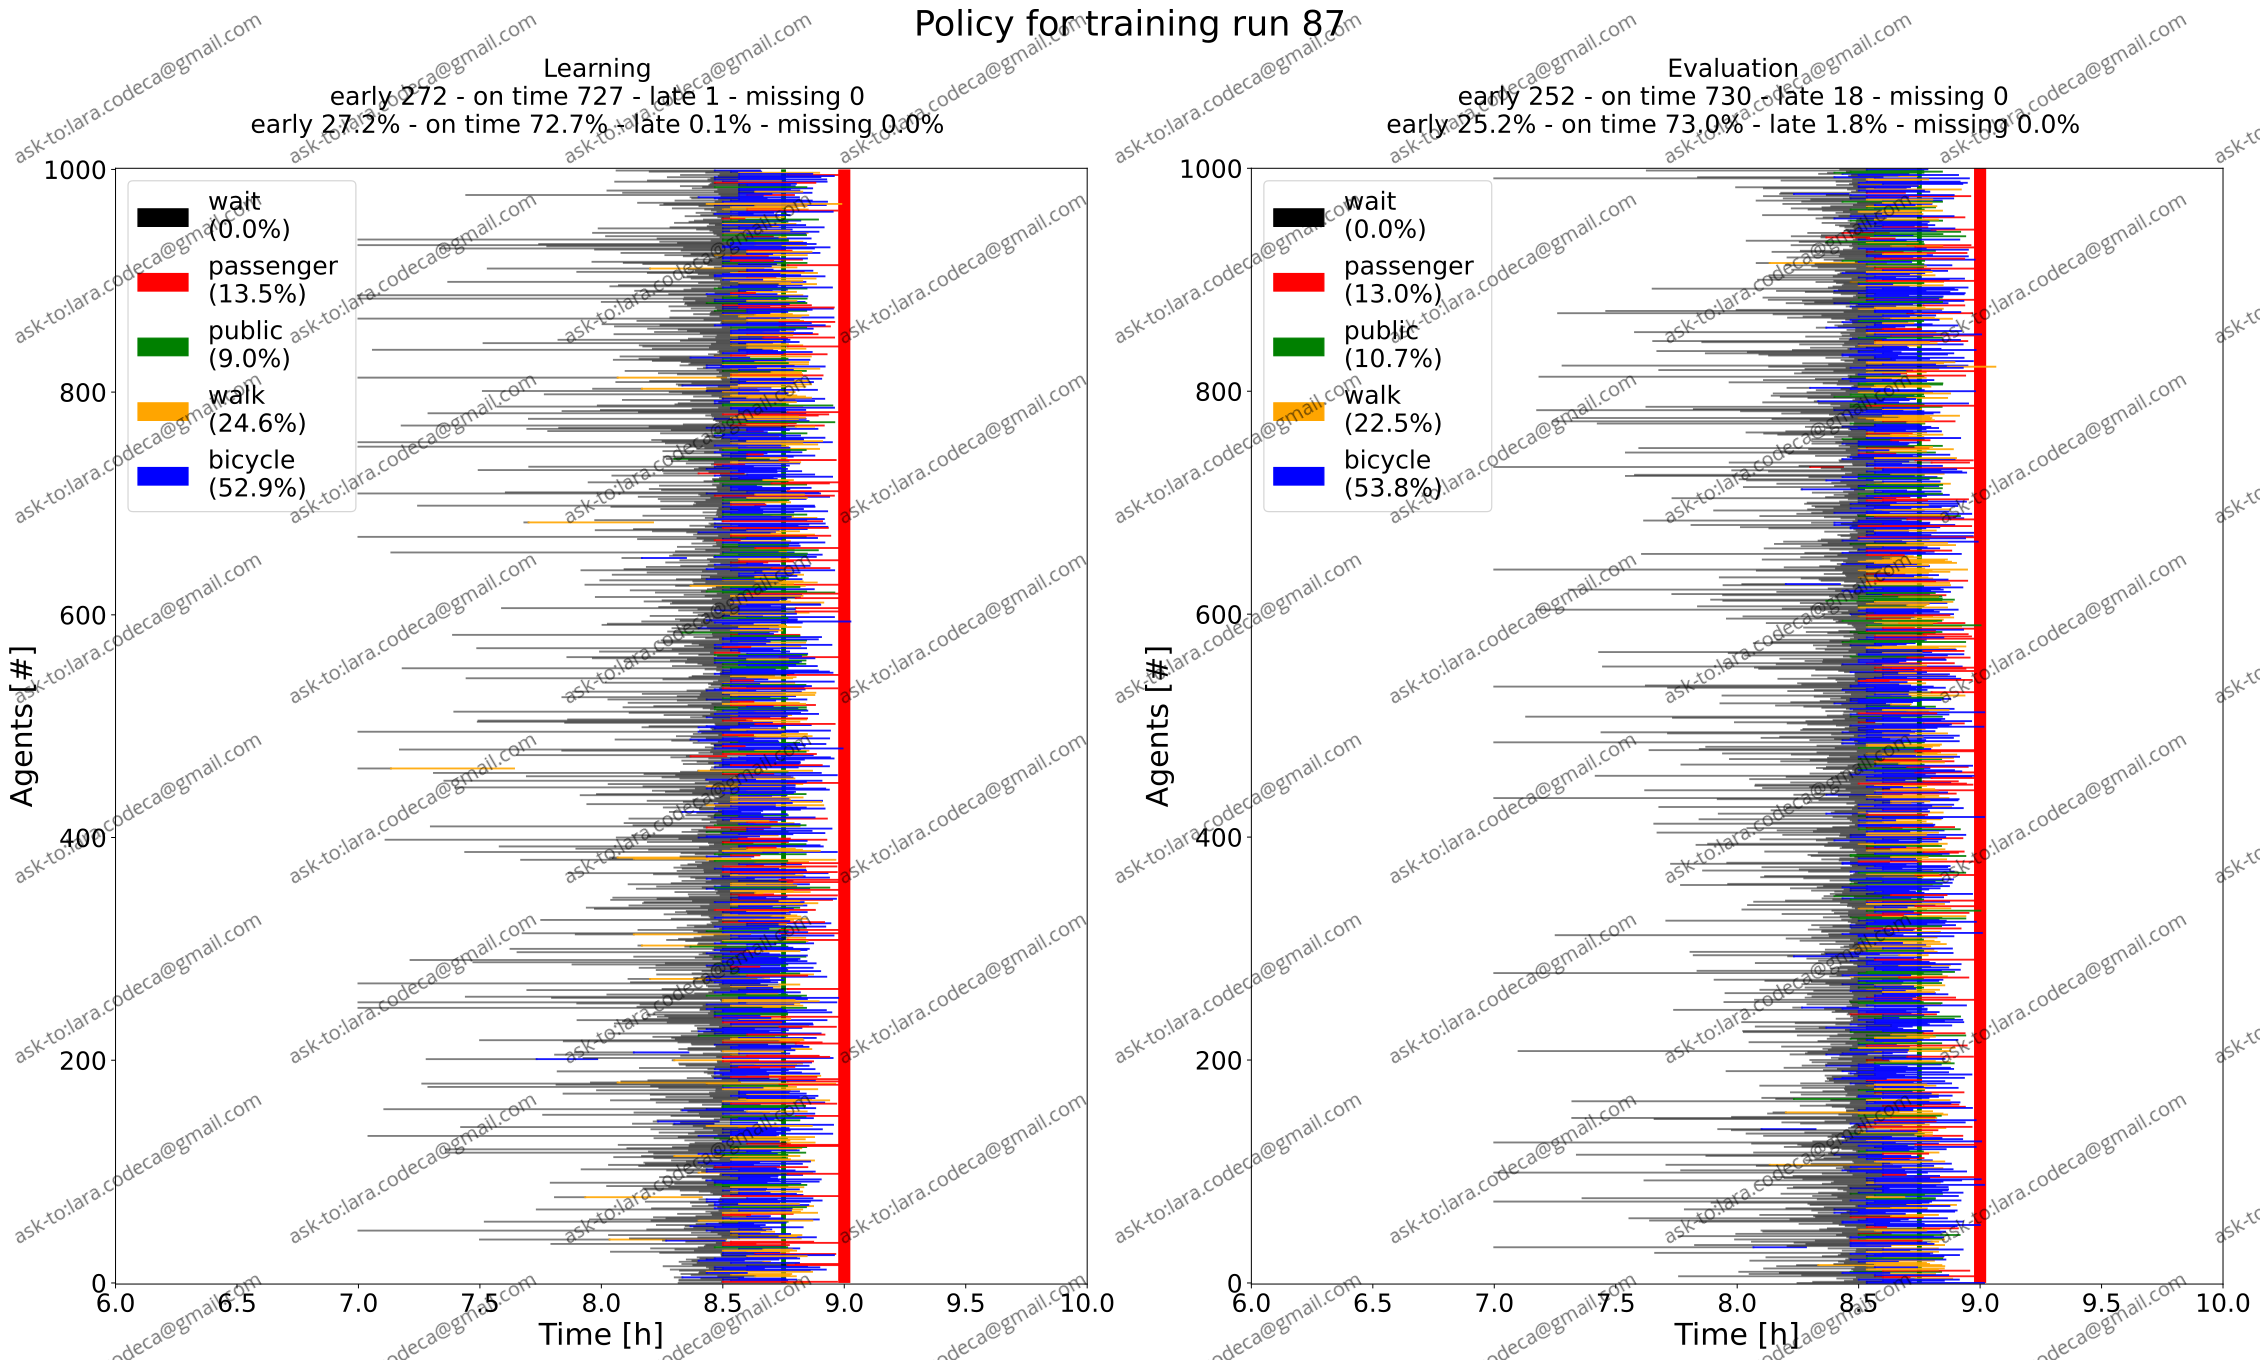 Policy for training run 87
Learning
early 272 - on time 727 - late 1 - missing 0
early 27.2% - on time 72.7% - late 0.1% - missing 0.0%
Agents [#]
1000
800
600
400
200
0
wait
(0.0%)
passenger
(13.5%)
public
(9.0%)
walk
(24.6%)
bicycle
(52.9%)
6.0 6.5 7.0 7.5 8.0 8.5 9.0 9.5 10.0
Time [h]
Evaluation
early 252 - on time 730 - late 18 - missing 0
early 25.2% - on time 73.0% - late 1.8% - missing 0.0%
Agents [#]
1000
800
600
400
200
0
wait
(0.0%)
passenger
(13.0%)
public
(10.7%)
walk
(22.5%)
bicycle
(53.8%)
6.0 6.5 7.0 7.5 8.0 8.5 9.0 9.5 10.0
Time [h]
ask-to:lara.codeca@gmail.com